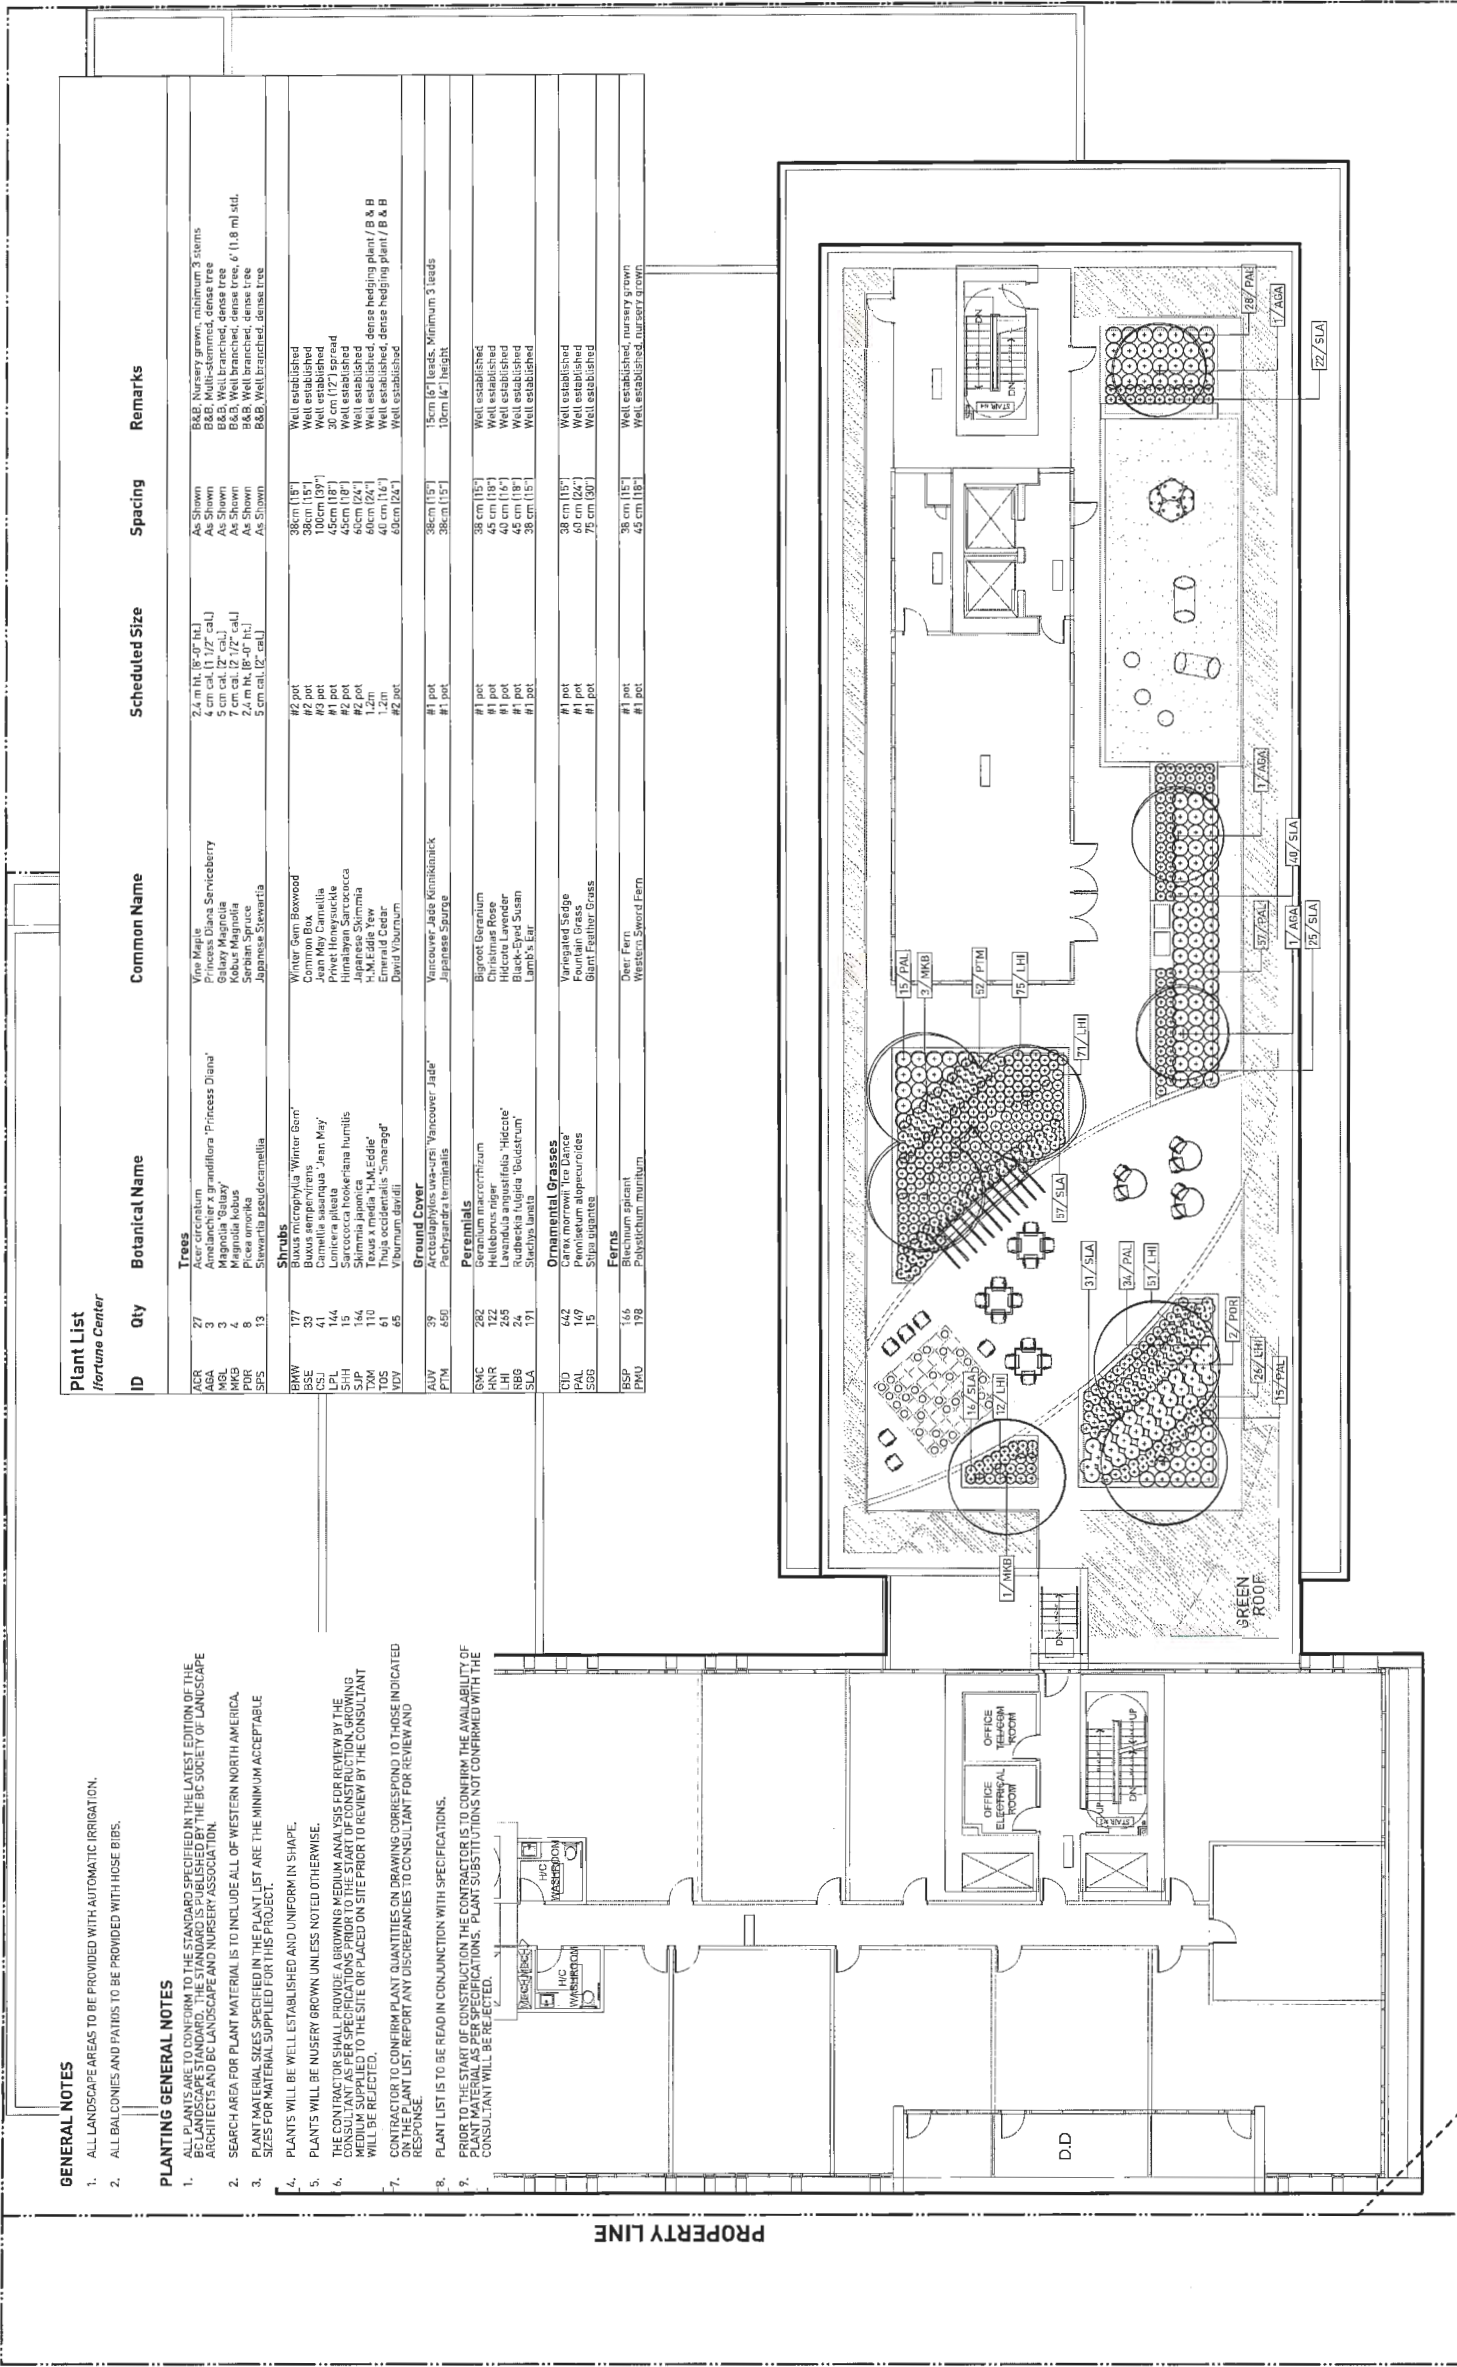 GENERAL NOTES
1. ALL LANDSCAPE AREAS TO BE PROVIDED WITH AUTOMATIC IRRIGATION.
2. ALL BALCONIES AND PATIOS TO BE PROVIDED WITH HOSE BIBS.
PLANTING GENERAL NOTES
1. ALL PLANTS ARE TO CONFORM TO THE STANDARD SPECIFIED IN THE LATEST EDITION OF THE
BC LANDSCAPE STANDARD. THE STANDARD IS PUBLISHED BY THE BC SOCIETY OF LANDSCAPE
ARCHITECTS AND BC LANDSCAPE AND NURSERY ASSOCIATION.
2. SEARCH AREA FOR PLANT MATERIAL IS TO INCLUDE ALL OF WESTERN NORTH AMERICA.
3. PLANT MATERIAL SIZES SPECIFIED IN THE PLANT LIST ARE THE MINIMUM ACCEPTABLE
SIZES FOR MATERIAL SUPPLIED FOR THIS PROJECT.
4. PLANTS WILL BE WELL ESTABLISHED AND UNIFORM IN SHAPE.
5. PLANTS WILL BE NUSERY GROWN UNLESS NOTED OTHERWISE.
6. THE CONTRACTOR SHALL PROVIDE A GROWING MEDIUM ANALYSIS FOR REVIEW BY THE
CONSULTANT AS PER SPECIFICATIONS PRIOR TO THE START OF CONSTRUCTION. GROWING
MEDIUM SUPPLIED TO THE SITE OR PLACED ON SITE PRIOR TO REVIEW BY THE CONSULTANT
WILL BE REJECTED.
7. CONTRACTOR TO CONFIRM PLANT QUANTITIES ON DRAWING CORRESPOND TO THOSE INDICATED
ON THE PLANT LIST. REPORT ANY DISCREPANCIES TO CONSULTANT FOR REVIEW AND
RESPONSE.
8. PLANT LIST IS TO BE READ IN CONJUNCTION WITH SPECIFICATIONS.
9. PRIOR TO THE START OF CONSTRUCTION THE CONTRACTOR IS TO CONFIRM THE AVAILABILITY OF
PLANT MATERIAL AS PER SPECIFICATIONS. PLANT SUBSTITUTIONS NOT CONFIRMED WITH THE
CONSULTANT WILL BE REJECTED.
Plant List
Ifortune Center
ID Qty Botanical Name Common Name Scheduled Size Spacing Remarks
Trees
ACR 27 Acer circinatum Vine Maple 2.4 m ht. (8'-0" ht.) As Shown B&B, Nursery grown, minimum 3 stems
AGA 3 Amelanchier x grandiflora 'Princess Diana' Princess Diana Serviceberry 4 cm cal. (1 1/2" cal.) As Shown B&B, Multi-stemmed, dense tree
MGL 3 Magnolia 'Galaxy' Galaxy Magnolia 5 cm cal. (2" cal.) As Shown B&B, Well branched, dense tree
MKB 4 Magnolia kobus Kobus Magnolia 7 cm cal. (2 1/2" cal.) As Shown B&B, Well branched, dense tree, 6' (1.8 m) std.
POR 8 Picea omorika Serbian Spruce 2.4 m ht. (8'-0" ht.) As Shown B&B, Well branched, dense tree
SPS 13 Stewartia pseudocamellia Japanese Stewartia 5 cm cal. (2" cal.) As Shown B&B, Well branched, dense tree
Shrubs
BMW 177 Buxus microphylla 'Winter Gem' Winter Gem Boxwood #2 pot 38cm (15") Well established
BSE 33 Buxus sempervirens Common Box #2 pot 38cm (15") Well established
CSJ 41 Camellia sasanqua 'Jean May' Jean May Camellia #3 pot 100cm (39") Well established
LPL 144 Lonicera pileata Privet Honeysuckle #1 pot 45cm (18") 30 cm (12") spread
SHH 15 Sarcococca hookeriana humilis Himalayan Sarcococca #2 pot 45cm (18") Well established
SJP 164 Skimmia japonica Japanese Skimmia #2 pot 60cm (24") Well established
TXM 110 Texus x media 'H.M.Eddie' H.M.Eddie Yew 1.2m 60cm (24") Well established, dense hedging plant / B & B
TOS 61 Thuja occidentalis 'Smaragd' Emerald Cedar 1.2m 40 cm (16") Well established, dense hedging plant / B & B
VDV 65 Viburnum davidii David Viburnum #2 pot 60cm (24") Well established
Ground Cover
AUV 39 Arctostaphylos uva-ursi 'Vancouver Jade' Vancouver Jade Kinnikinnick #1 pot 38cm (15") 15cm (6") leads, Minimum 3 leads
PTM 650 Pachysandra terminalis Japanese Spurge #1 pot 38cm (15") 10cm (4") height
Perennials
GMC 282 Geranium macrorrhizum Bigroot Geranium #1 pot 38 cm (15") Well established
HNR 122 Helleborus niger Christmas Rose #1 pot 45 cm (18") Well established
LHI 265 Lavandula angustifolia 'Hidcote' Hidcote Lavender #1 pot 40 cm (16") Well established
RBG 24 Rudbeckia fulgida 'Goldstrum' Black-Eyed Susan #1 pot 45 cm (18") Well established
SLA 191 Stachys lanata Lamb's Ear #1 pot 38 cm (15") Well established
Ornamental Grasses
CID 642 Carex morrowii 'Ice Dance' Variegated Sedge #1 pot 38 cm (15") Well established
PAL 149 Pennisetum alopecuroides Fountain Grass #1 pot 60 cm (24") Well established
SGG 15 Stipa gigantea Giant Feather Grass #1 pot 75 cm (30") Well established
Ferns
BSP 166 Blechnum spicant Deer Fern #1 pot 38 cm (15") Well established, nursery grown
PMU 198 Polystichum munitum Western Sword Fern #1 pot 45 cm (18") Well established, nursery grown
PROPERTY LINE
MECH
H/C
WASHROOM
H/C
WASHROOM
OFFICE
ELECTRICAL
ROOM
OFFICE
TEL/COM
ROOM
UP
DN
UP
D.D
DN
GREEN
ROOF
1/MKB
16/SLA
12/LHI
31/SLA
34/PAL
51/LHI
2/POR
26/LHI
15/PAL
57/SLA
71/LHI
15/PAL
3/MKB
52/PTM
75/LHI
57/PAL
1/AGA
25/SLA
40/SLA
1/AGA
28/PAL
1/AGA
22/SLA
DN
DN